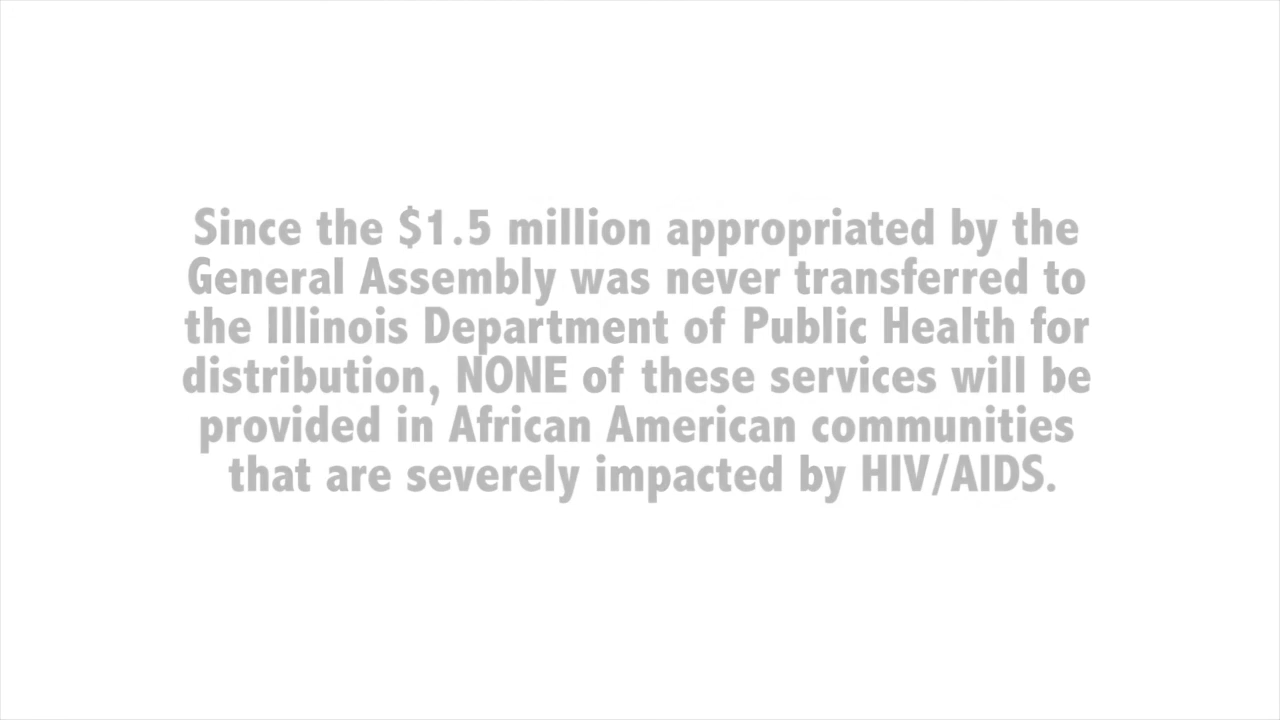 Since the $1.5 million appropriated by the
General Assembly was never transferred to
the Illinois Department of Public Health for
distribution, NONE of these services will be
provided in African American communities
that are severely impacted by HIV/AIDS.